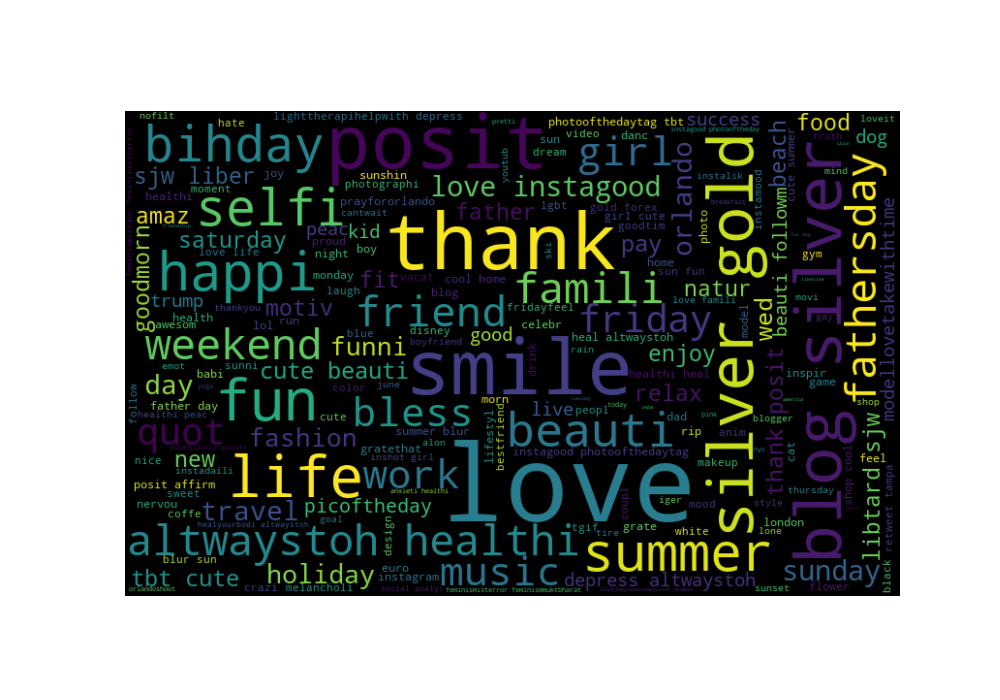 nofilt
hate
lighttherapihelpwith depress
pretti
photoofthedaytag tbt
success
instagood photooftheday
food
loveit
bihday
posit
girl
video
danc
sun
dream
youtub
dog
truth
mind
sjw liber
joy
healthi
moment
selfi
sunshin
photographi
love instagood
orlando
instalik
instamood
beach
cute summer
silver gold
blog silver
fathersday
modellovetakewithtime
amaz
goodmorn
prayfororlando
cantwait
father
lgbt
gold forex
girl cute
goodtim
photo
saturday
peac
proud
kid
thank
pay
home
ski
love life
night
boy
happi
monday
laugh
fit
vacat
cool home
blog
famili
sun fun
natur
gym
beauti followm
trump
health
thankyou
motiv
friend
fridayfeel
love famili
friday
model
wed
movi
gay
awesom
lol
run
blue
disney
boyfriend
good
celebr
heal altwaystoh
rain
weekend
funni
smile
drink
enjoy
emot
babi
sunni
cute beauti
healthi heal
inspir
game
day
father day
yoga
fun
color
june
morn
relax
thank posit
follow
healthi peac
cute
bless
lifestyl
bestfriend
live
peopl
today
dad
pink
blogger
america
shop
quot
fashion
summer blur
gratethat
alon
inshot girl
beauti
rip
anim
cat
nyc
libtard sjw
nice
new
instadaili
instagood photoofthedaytag
makeup
feel
shop cool
posit affirm
life
work
love
anxieti healthi
coupl
iger
mood
style
thursday
retweet tampa
sweet
nervou
coffe
travel
picoftheday
goal
design
healyourbodi altwaystoh
tgif
tire
grate
white
london
lone
altwaystoh healthi
summer
blur sun
tbt cute
holiday
euro
instagram
music
depress altwaystoh
sunday
sunset
flower
black
orlandoshoot
crazi
melancholi
social analyt
feminismisterror feminismmuktbharat